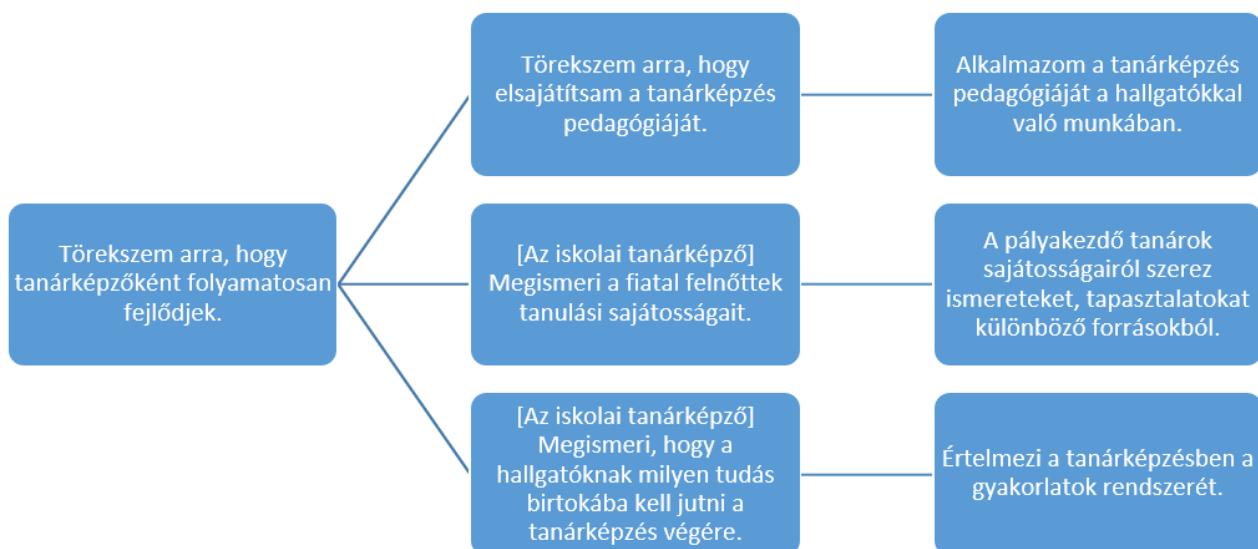 Törekszem arra, hogy
tanárképzőként folyamatosan
fejlődjek.
Törekszem arra, hogy
elsajátítsam a tanárképzés
pedagógiáját.
Alkalmazom a tanárképzés
pedagógiáját a hallgatókkal
való munkában.
[Az iskolai tanárképző]
Megismeri a fiatal felnőttek
tanulási sajátosságait.
A pályakezdő tanárok
sajátosságairól szerez
ismereteket, tapasztalatokat
különböző forrásokból.
[Az iskolai tanárképző]
Megismeri, hogy a
hallgatóknak milyen tudás
birtokába kell jutni a
tanárképzés végére.
Értelmezi a tanárképzésben a
gyakorlatok rendszerét.